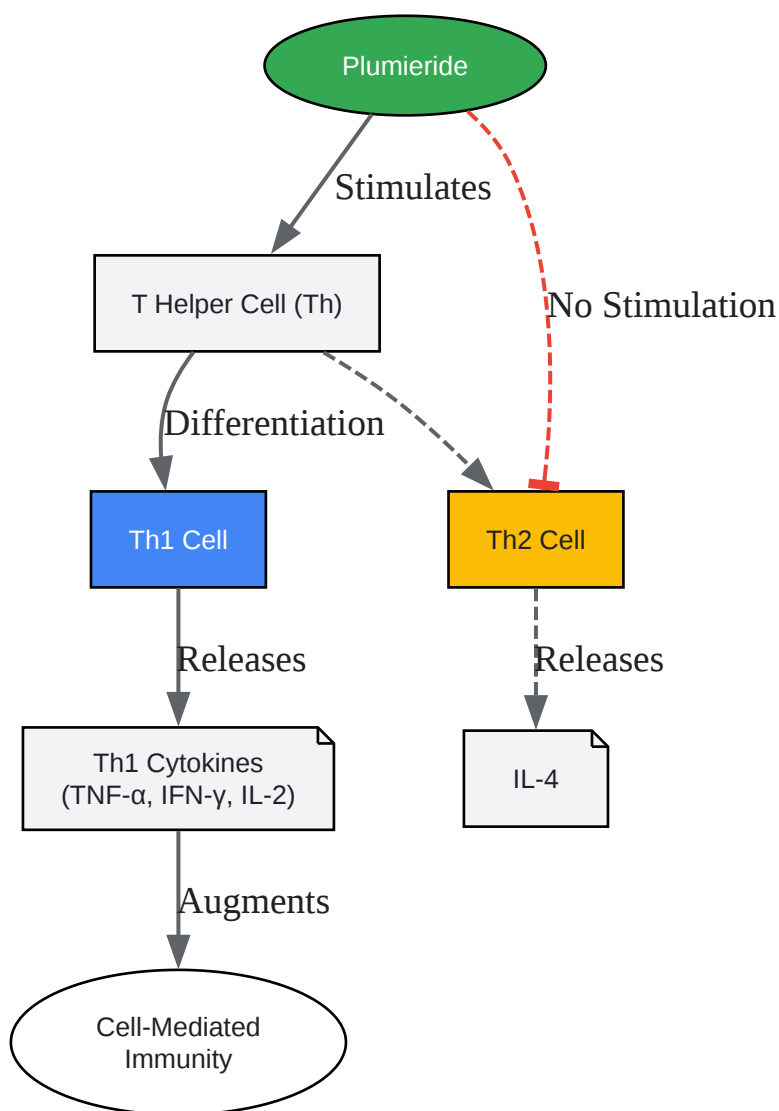 Plumieride
Stimulates
No Stimulation
T Helper Cell (Th)
Differentiation
Th1 Cell
Th2 Cell
Releases
Releases
Th1 Cytokines
(TNF-α, IFN-γ, IL-2)
IL-4
Augments
Cell-Mediated
Immunity